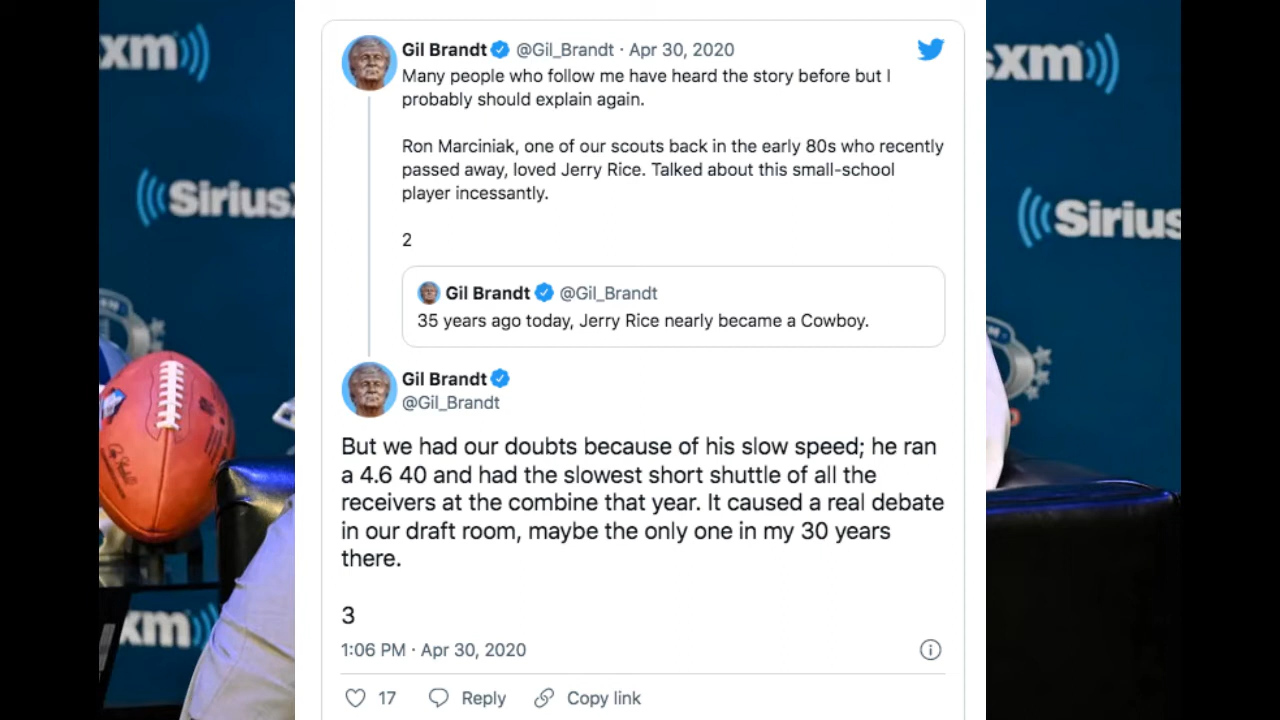 xm
Sirius
xm
Gil Brandt @Gil_Brandt · Apr 30, 2020
Many people who follow me have heard the story before but I
probably should explain again.
Ron Marciniak, one of our scouts back in the early 80s who recently
passed away, loved Jerry Rice. Talked about this small-school
player incessantly.
2
Gil Brandt @Gil_Brandt
35 years ago today, Jerry Rice nearly became a Cowboy.
Gil Brandt
@Gil_Brandt
But we had our doubts because of his slow speed; he ran
a 4.6 40 and had the slowest short shuttle of all the
receivers at the combine that year. It caused a real debate
in our draft room, maybe the only one in my 30 years
there.
3
1:06 PM · Apr 30, 2020
17 Reply Copy link
sxm
Sirius